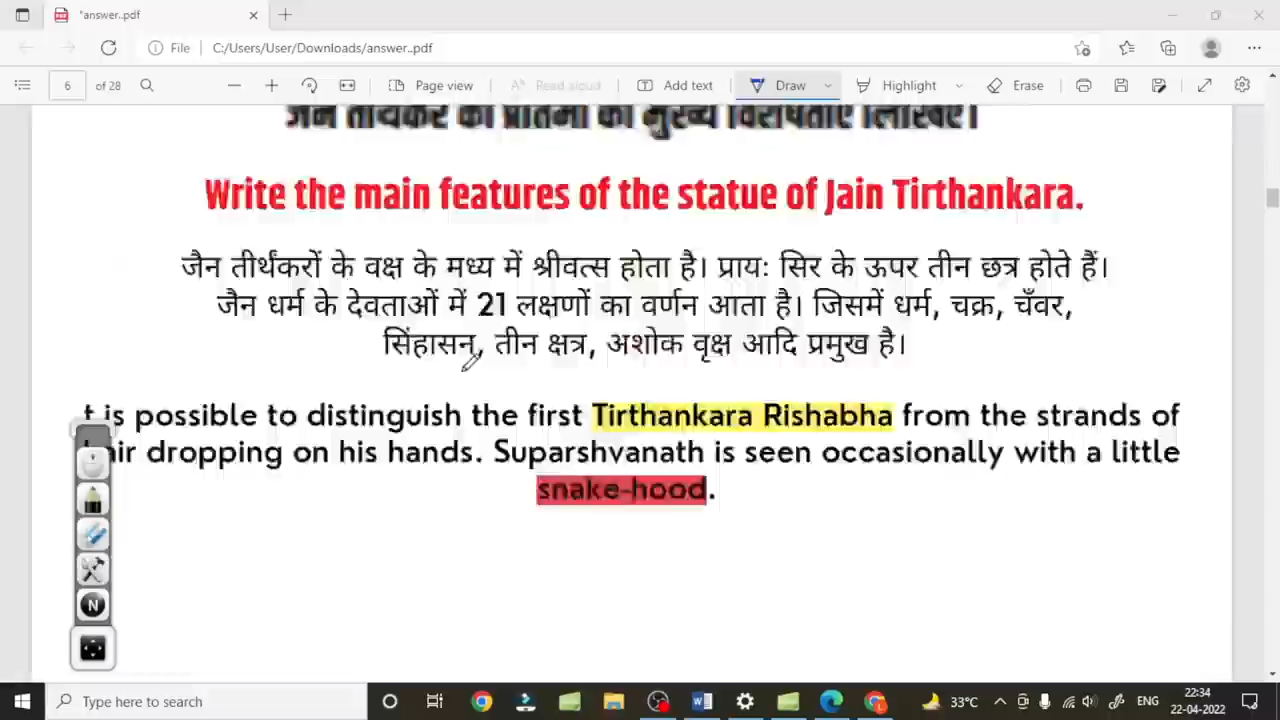 *answer..pdf
File C:/Users/User/Downloads/answer..pdf
6 of 28 Page view Read aloud Add text Draw Highlight Erase
जैन तीर्थंकर की प्रतिमा की मुख्य विशेषताएँ लिखिए।
Write the main features of the statue of Jain Tirthankara.
जैन तीर्थंकरों के वक्ष के मध्य में श्रीवत्स होता है। प्रायः सिर के ऊपर तीन छत्र होते हैं।
जैन धर्म के देवताओं में 21 लक्षणों का वर्णन आता है। जिसमें धर्म, चक्र, चँवर,
सिंहासन, तीन क्षत्र, अशोक वृक्ष आदि प्रमुख है।
t is possible to distinguish the first Tirthankara Rishabha from the strands of
air dropping on his hands. Suparshvanath is seen occasionally with a little
snake-hood.
N
Type here to search 33°C ENG 22:34
22-04-2022